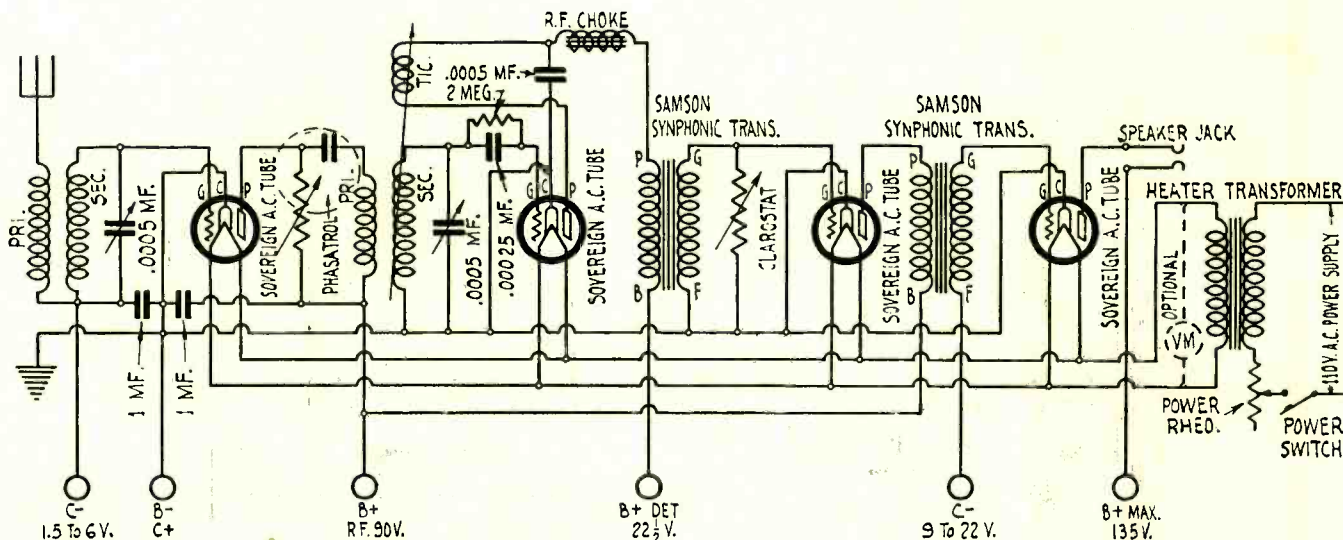 R.F. CHOKE
TIC.
.0005 MF.
2 MEG.
SAMSON
SYNPHONIC TRANS.
SAMSON
SYNPHONIC TRANS.
SPEAKER JACK
HEATER TRANSFORMER
PRI.
SEC.
.0005 MF.
G C P
SOVEREIGN A.C. TUBE
PHASATROL
PRI.
SEC.
.0005 MF.
.00025 MF.
G C P
SOVEREIGN A.C. TUBE
P
B
G
F
CLAROSTAT
G C P
SOVEREIGN A.C. TUBE
P
B
G
F
G C P
SOVEREIGN A.C. TUBE
OPTIONAL
VM
110V. A.C. POWER SUPPLY
1 MF.
1 MF.
POWER
RHEO.
POWER
SWITCH
C-
1.5 TO 6 V.
B-
C+
B+
R.F. 90V.
B+ DET
22½ V.
C-
9 TO 22 V.
B+ MAX.
135V.